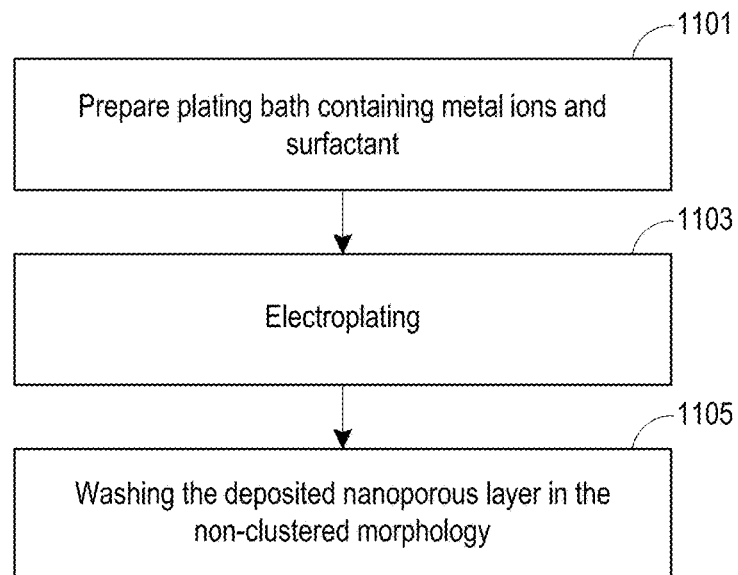 1101
Prepare plating bath containing metal ions and
surfactant
1103
Electroplating
1105
Washing the deposited nanoporous layer in the
non-clustered morphology